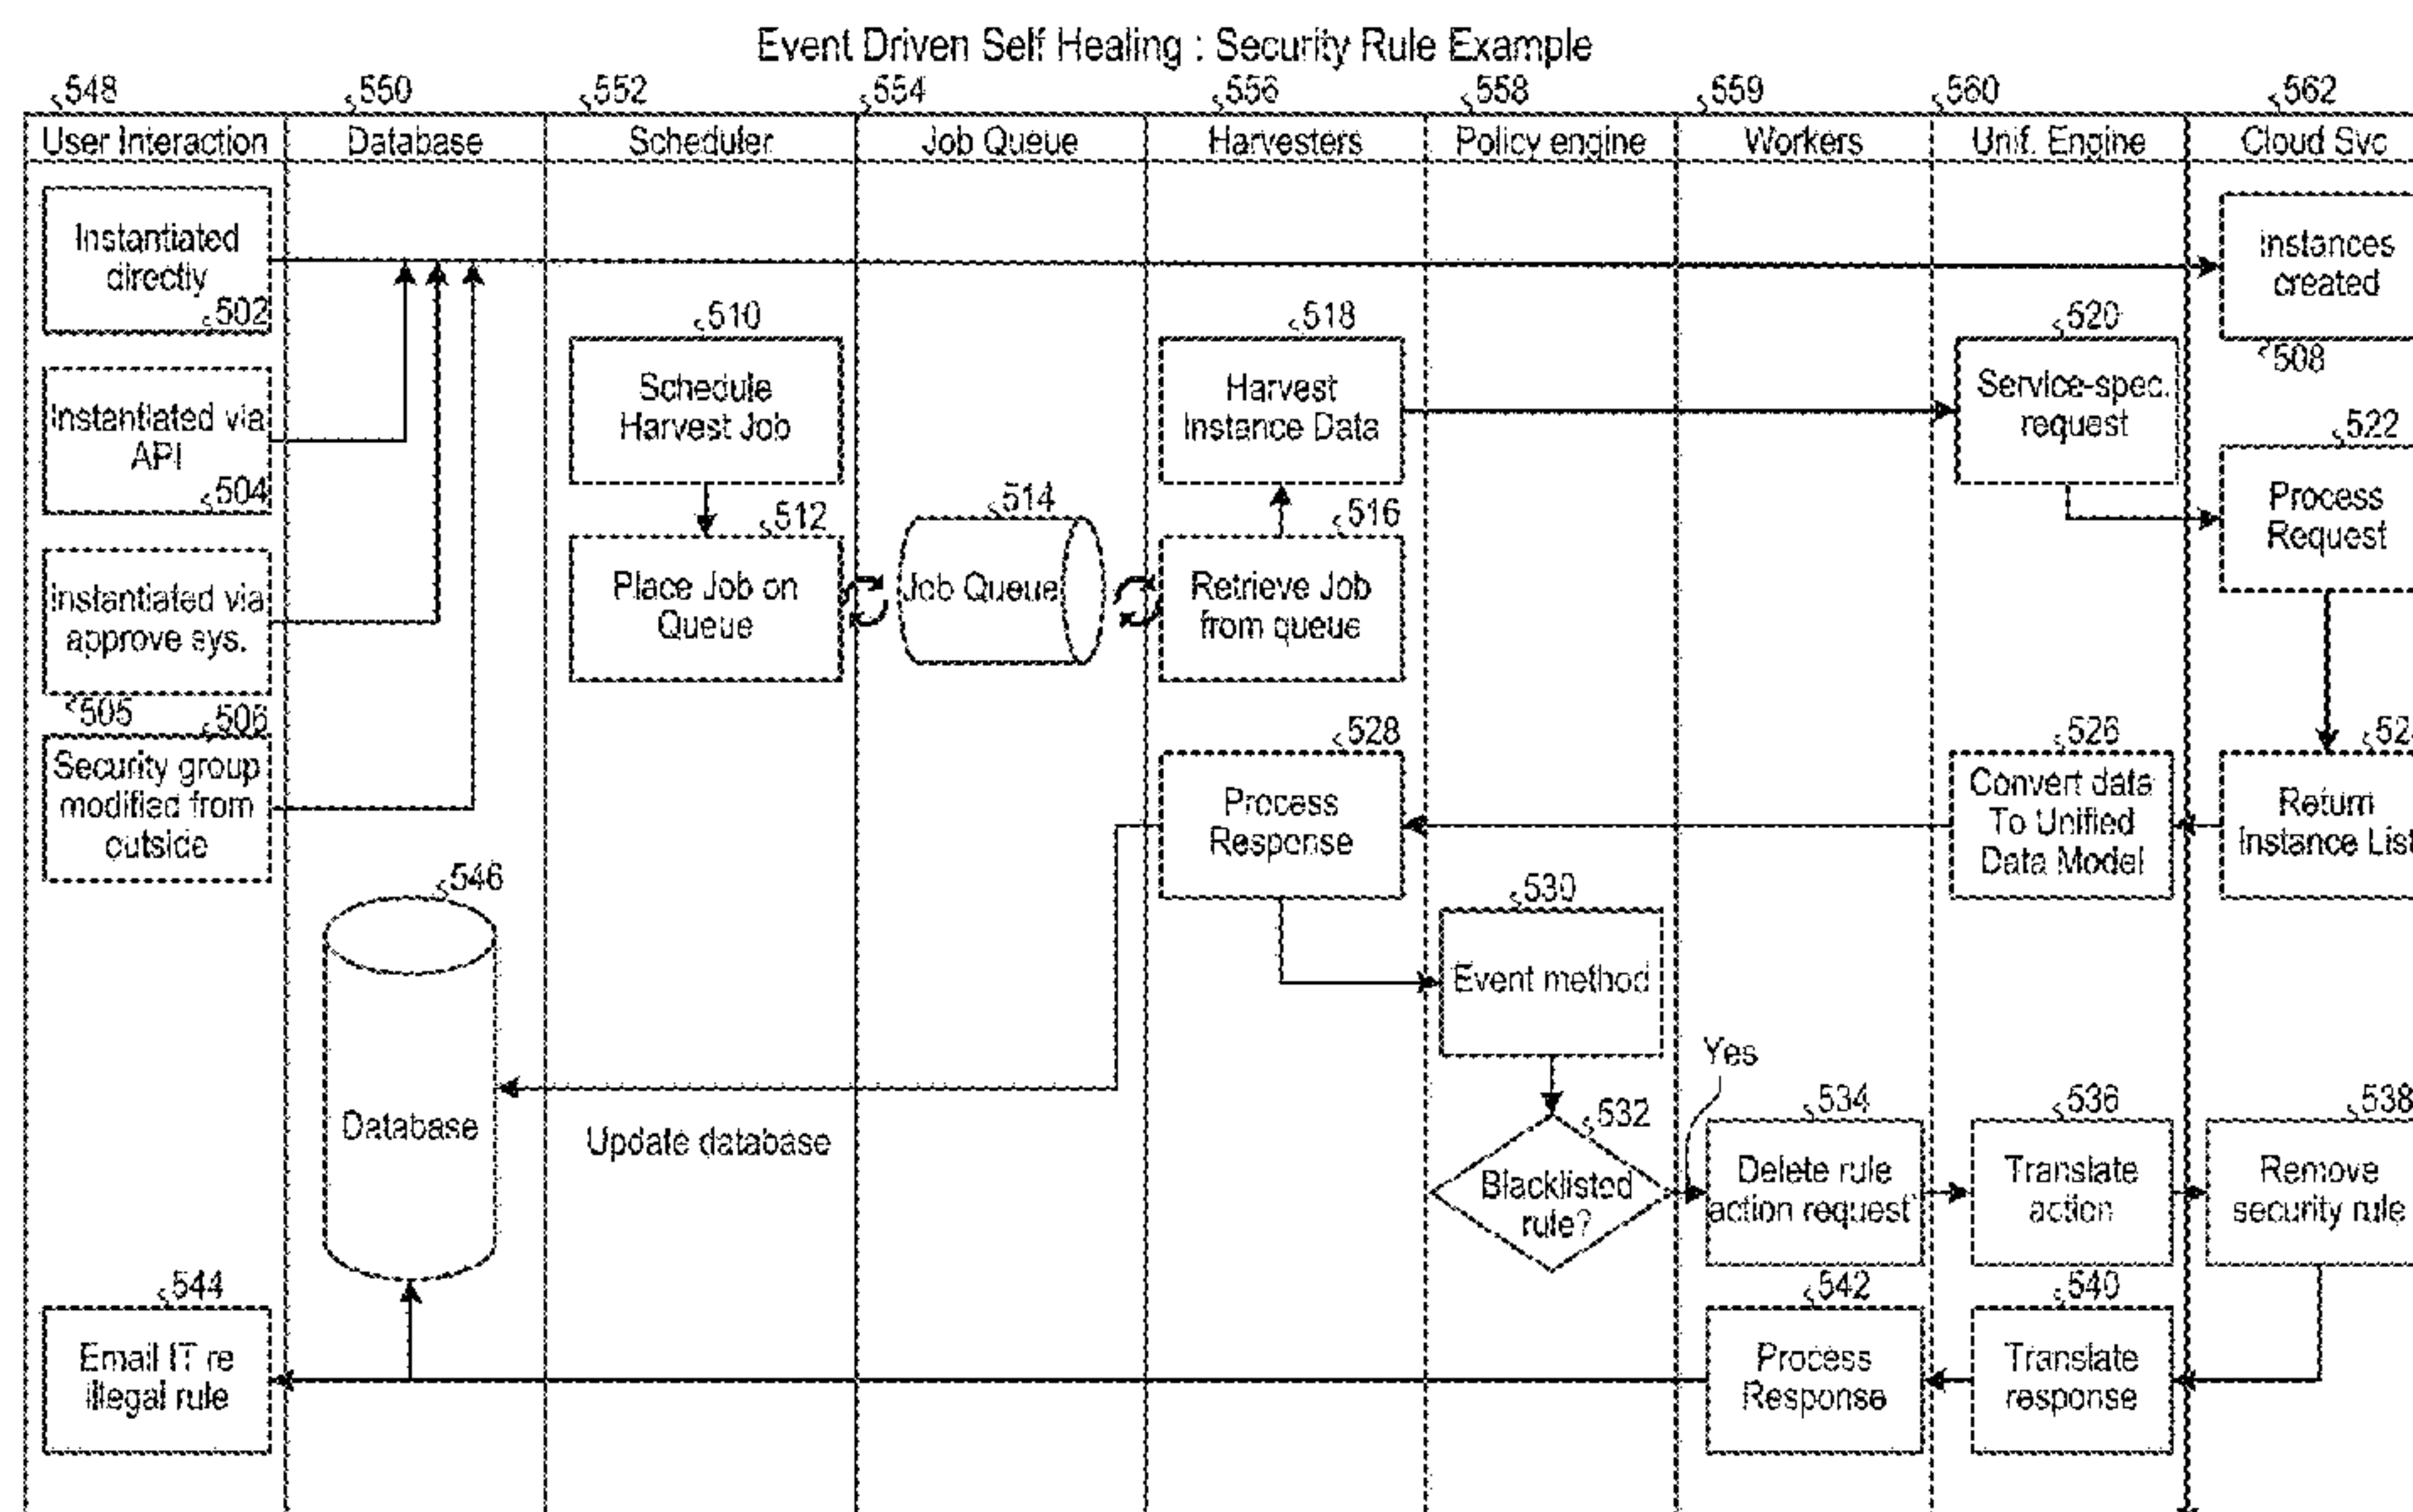 Event Driven Self Healing : Security Rule Example
548 550 552 554 556 558 559 560 562
User Interaction Database Scheduler Job Queue Harvesters Policy engine Workers Unif. Engine Cloud Svc
Instantiated
directly
502
Instances
created
508
Instantiated via
API
504
510
Schedule
Harvest Job
518
Harvest
Instance Data
520
Service-spec.
request
522
Process
Request
Instantiated via
approve sys.
505
512
Place Job on
Queue
514
Job Queue
516
Retrieve Job
from queue
506
Security group
modified from
outside
528
Process
Response
526
Convert data
To Unified
Data Model
Return
Instance List
546
Database
Update database
530
Event method
532
Blacklisted
rule?
Yes
534
Delete rule
action request
536
Translate
action
538
Remove
security rule
544
Email IT re
illegal rule
542
Process
Response
540
Translate
response